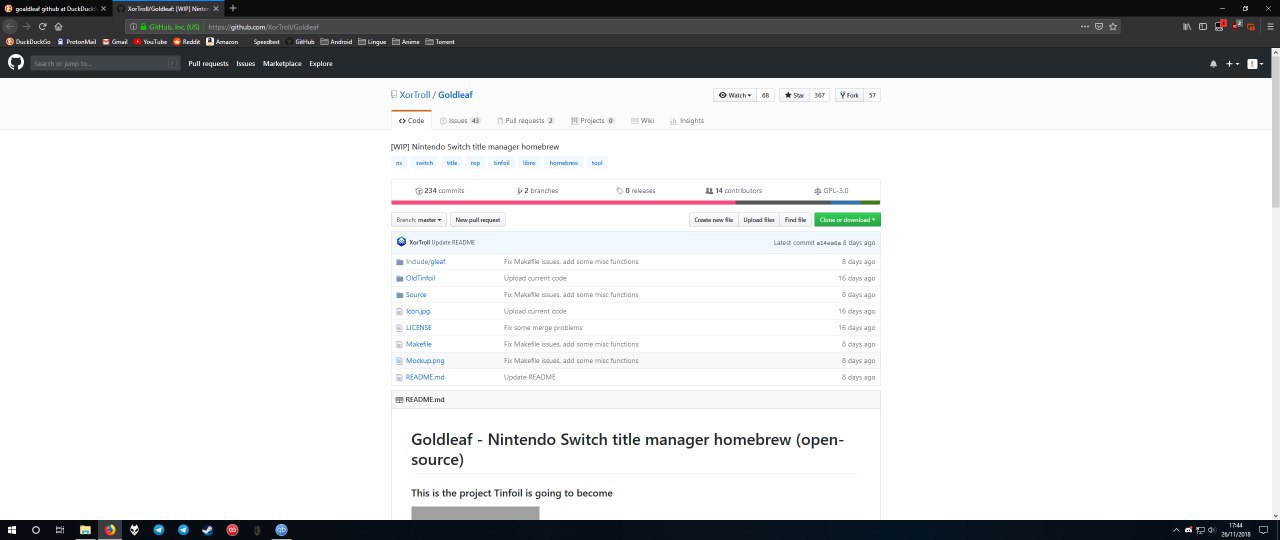 goaldleaf github at DuckDuckG
XorTroll/Goldleaf: [WIP] Ninten
GitHub, Inc. (US) https://github.com/XorTroll/Goldleaf
DuckDuckGo ProtonMail Gmail YouTube Reddit Amazon Speedtest GitHub Android Lingue Anime Torrent
Search or jump to... / Pull requests Issues Marketplace Explore
XorTroll / Goldleaf Watch 68 Star 367 Fork 57
Code Issues 43 Pull requests 2 Projects 0 Wiki Insights
[WIP] Nintendo Switch title manager homebrew
nx switch title nsp tinfoil libnx homebrew tool
234 commits 2 branches 0 releases 14 contributors GPL-3.0
Branch: master New pull request Create new file Upload files Find file Clone or download
XorTroll Update README Latest commit a14ea6a 8 days ago
Include/gleaf Fix Makefile issues, add some misc functions 8 days ago
OldTinfoil Upload current code 16 days ago
Source Fix Makefile issues, add some misc functions 8 days ago
Icon.jpg Upload current code 16 days ago
LICENSE Fix some merge problems 16 days ago
Makefile Fix Makefile issues, add some misc functions 8 days ago
Mockup.png Fix Makefile issues, add some misc functions 8 days ago
README.md Update README 8 days ago
README.md
Goldleaf - Nintendo Switch title manager homebrew (open-
source)
This is the project Tinfoil is going to become
17:44
26/11/2018